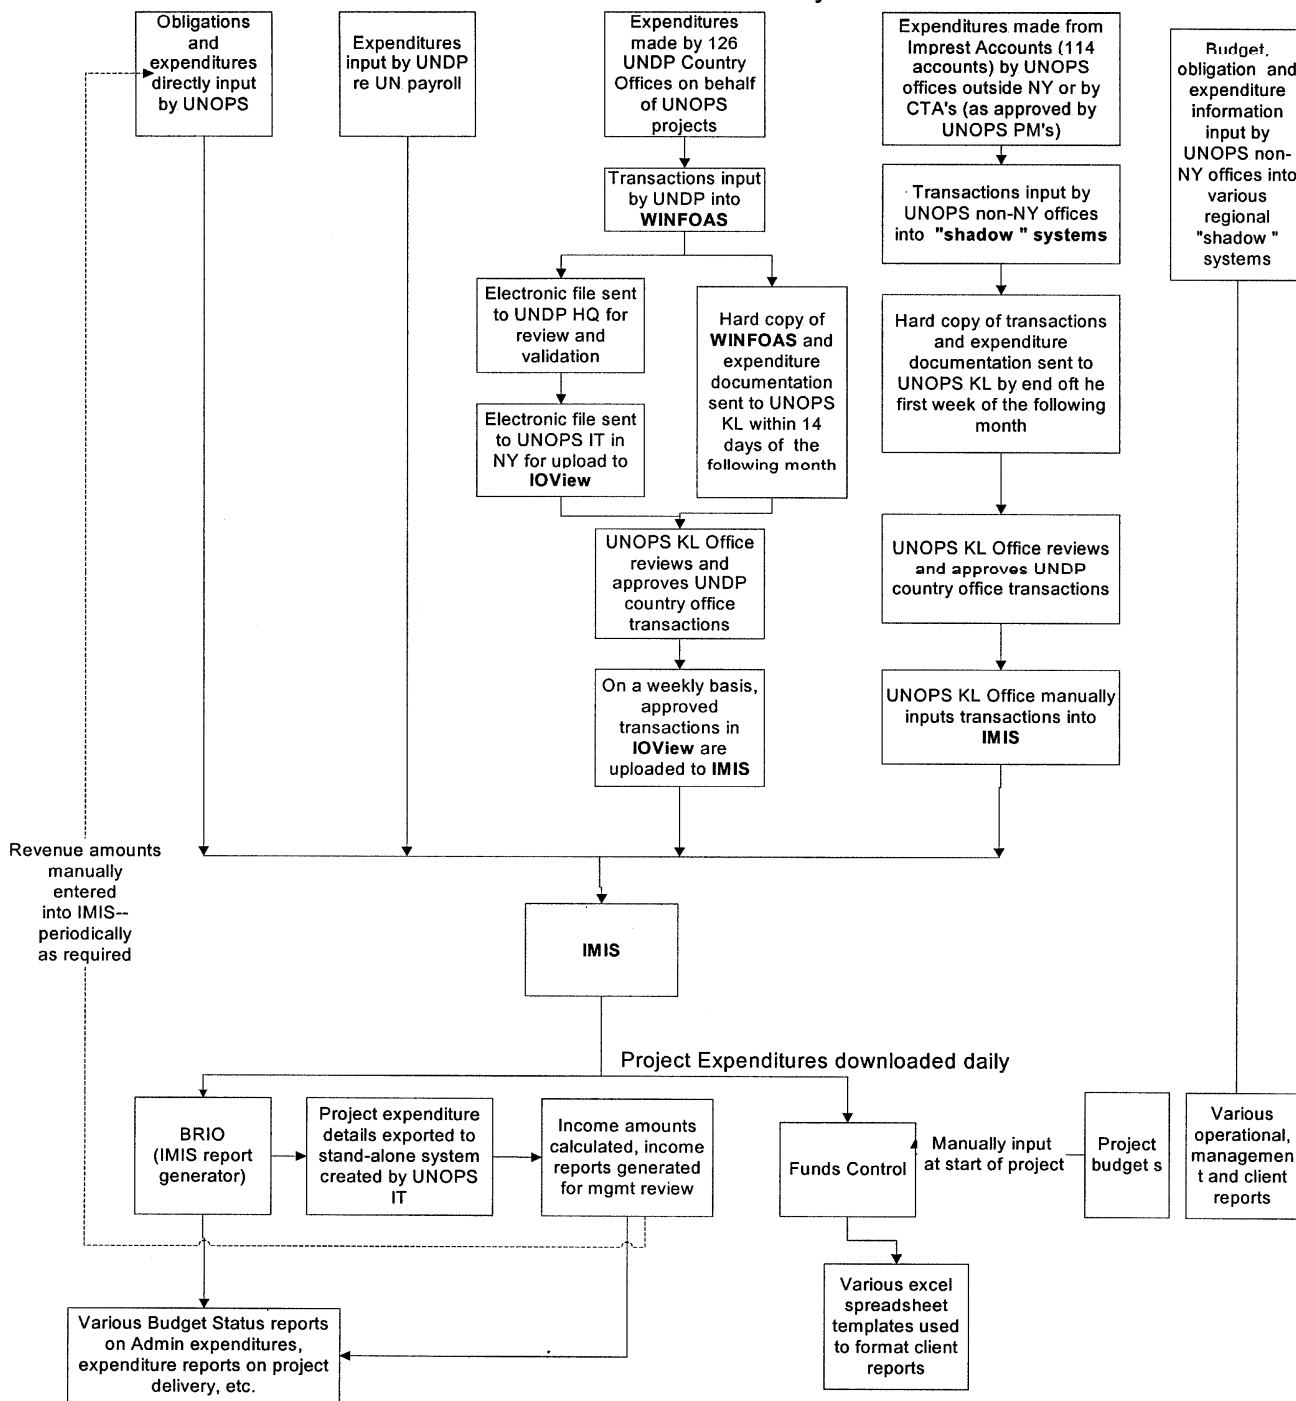 Obligations
and
expenditures
directly input
by UNOPS
Expenditures
input by UNDP
re UN payroll
Expenditures
made by 126
UNDP Country
Offices on behalf
of UNOPS
projects
Expenditures made from
Imprest Accounts (114
accounts) by UNOPS
offices outside NY or by
CTA's (as approved by
UNOPS PM's)
Budget,
obligation and
expenditure
information
input by
UNOPS non-
NY offices into
various
regional
"shadow "
systems
Transactions input
by UNDP into
WINFOAS
Transactions input by
UNOPS non-NY offices
into "shadow " systems
Electronic file sent
to UNDP HQ for
review and
validation
Hard copy of
WINFOAS and
expenditure
documentation
sent to UNOPS
KL within 14
days of the
following month
Hard copy of transactions
and expenditure
documentation sent to
UNOPS KL by end oft he
first week of the following
month
Electronic file sent
to UNOPS IT in
NY for upload to
IOView
UNOPS KL Office
reviews and
approves UNDP
country office
transactions
UNOPS KL Office reviews
and approves UNDP
country office transactions
On a weekly basis,
approved
transactions in
IOView are
uploaded to IMIS
UNOPS KL Office manually
inputs transactions into
IMIS
Revenue amounts
manually
entered
into IMIS--
periodically
as required
IMIS
Project Expenditures downloaded daily
BRIO
(IMIS report
generator)
Project expenditure
details exported to
stand-alone system
created by UNOPS
IT
Income amounts
calculated, income
reports generated
for mgmt review
Funds Control
Manually input
at start of project
Project
budget s
Various
operational,
managemen
t and client
reports
Various Budget Status reports
on Admin expenditures,
expenditure reports on project
delivery, etc.
Various excel
spreadsheet
templates used
to format client
reports